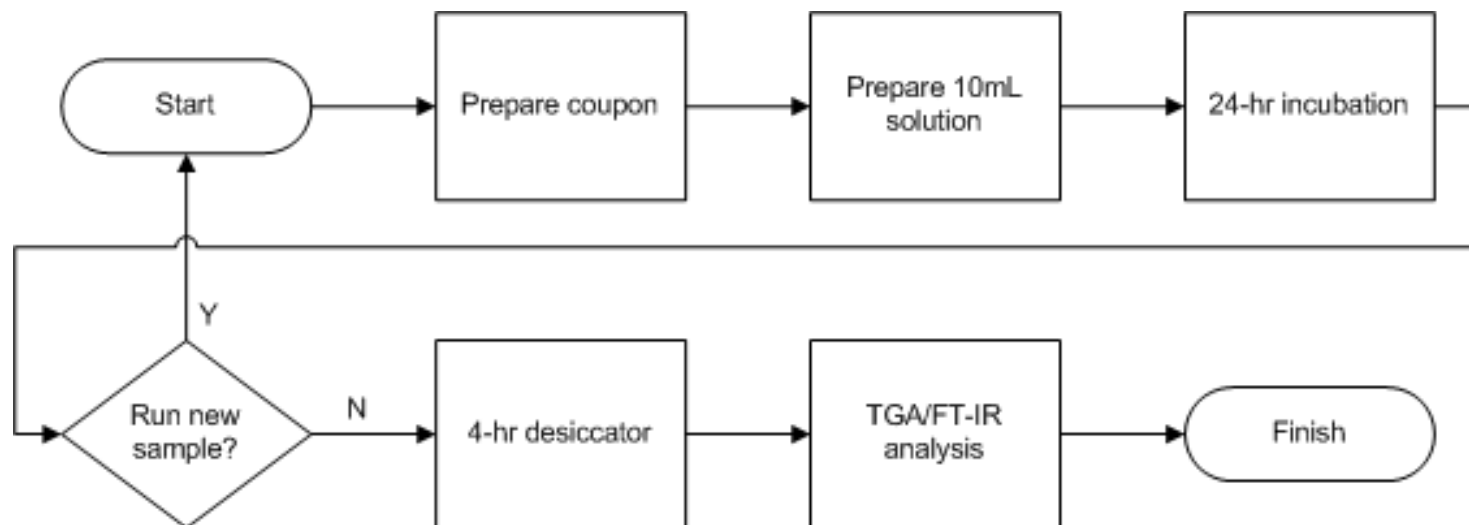 Start
Prepare coupon
Prepare 10mL
solution
24-hr incubation
Y
Run new
sample?
N
4-hr desiccator
TGA/FT-IR
analysis
Finish